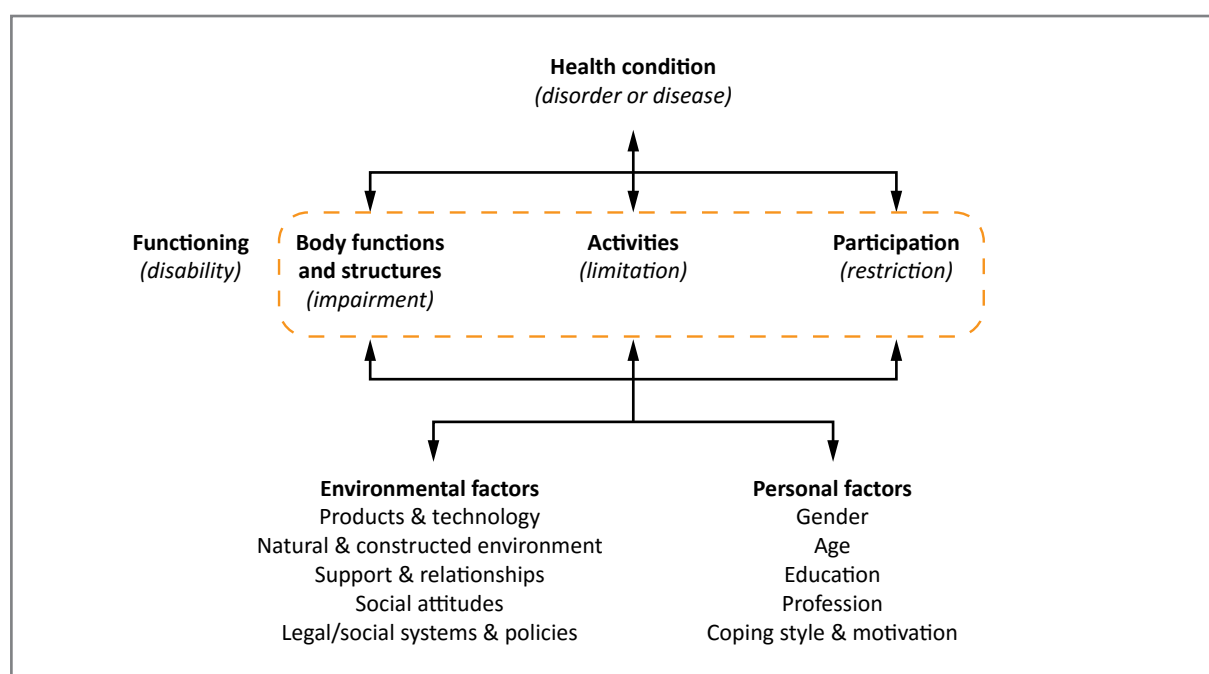 Health condition
(disorder or disease)
Functioning
(disability)
Body functions
and structures
(impairment)
Activities
(limitation)
Participation
(restriction)
Environmental factors
Products & technology
Natural & constructed environment
Support & relationships
Social attitudes
Legal/social systems & policies
Personal factors
Gender
Age
Education
Profession
Coping style & motivation